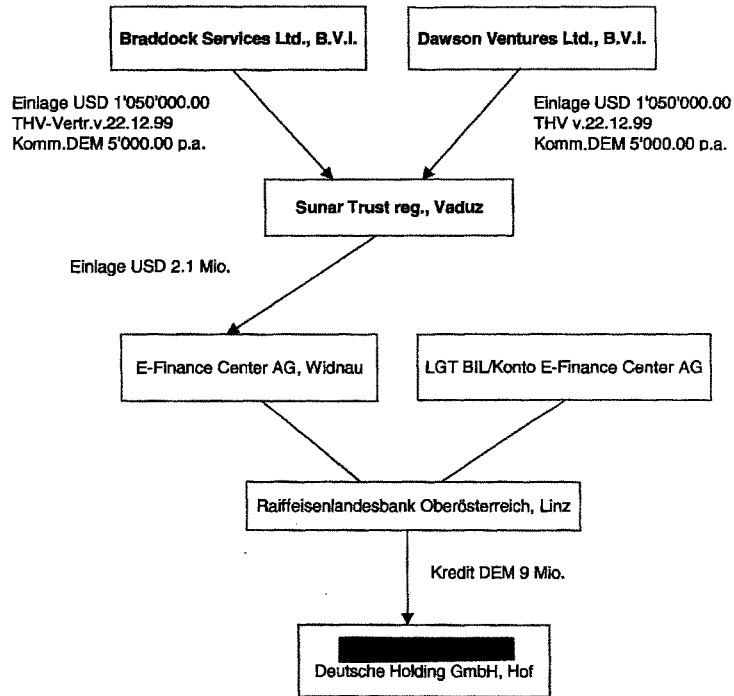 Braddock Services Ltd., B.V.I.
Dawson Ventures Ltd., B.V.I.
Einlage USD 1'050'000.00
THV-Vertr.v.22.12.99
Komm.DEM 5'000.00 p.a.
Einlage USD 1'050'000.00
THV v.22.12.99
Komm.DEM 5'000.00 p.a.
Sunar Trust reg., Vaduz
Einlage USD 2.1 Mio.
E-Finance Center AG, Widnau
LGT BIL/Konto E-Finance Center AG
Raiffeisenlandesbank Oberösterreich, Linz
Kredit DEM 9 Mio.
Deutsche Holding GmbH, Hof